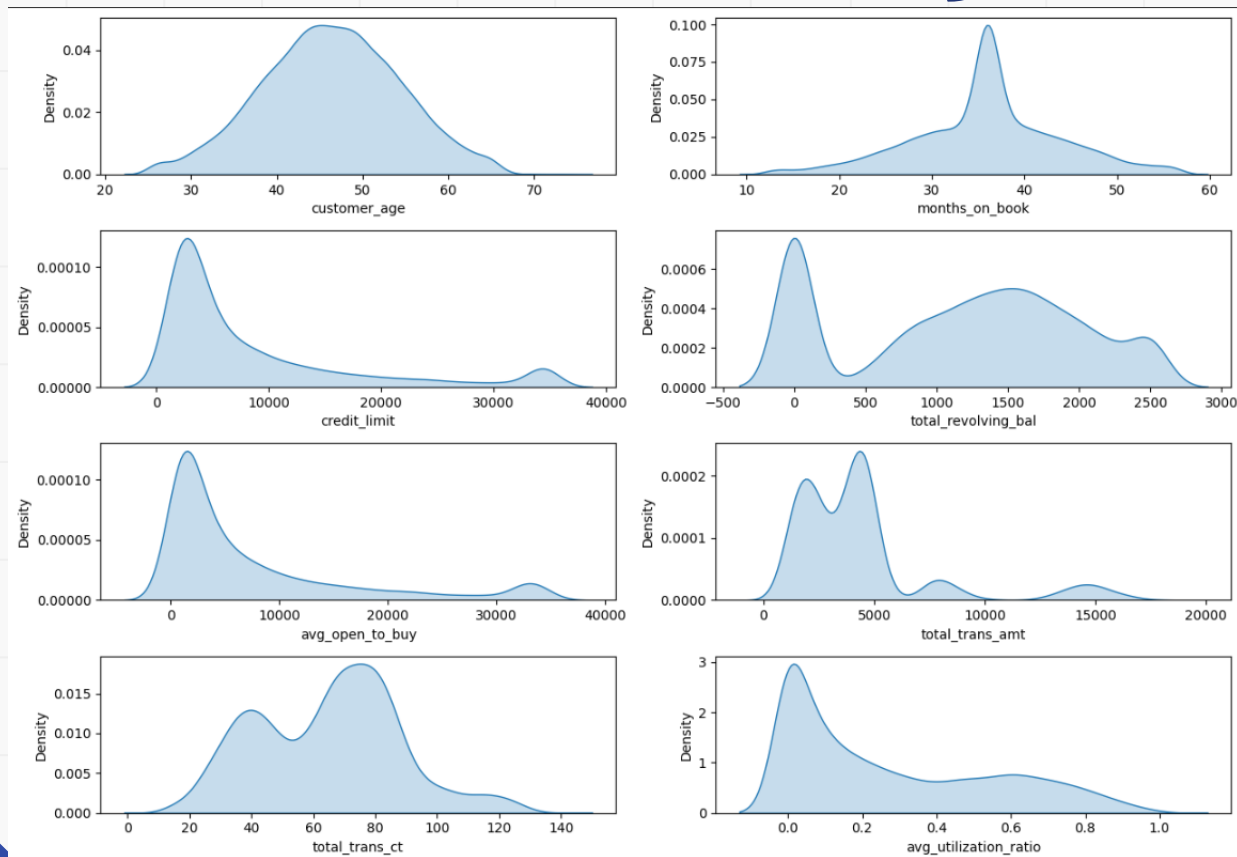 0.04
0.02
0.00
Density
20 30 40 50 60 70
customer_age
0.100
0.075
0.050
0.025
0.000
Density
10 20 30 40 50 60
months_on_book
0.00010
0.00005
0.00000
Density
0 10000 20000 30000 40000
credit_limit
0.0006
0.0004
0.0002
0.0000
Density
−500 0 500 1000 1500 2000 2500 3000
total_revolving_bal
0.00010
0.00005
0.00000
Density
0 10000 20000 30000 40000
avg_open_to_buy
0.0002
0.0001
0.0000
Density
0 5000 10000 15000 20000
total_trans_amt
0.015
0.010
0.005
0.000
Density
0 20 40 60 80 100 120 140
total_trans_ct
3
2
1
0
Density
0.0 0.2 0.4 0.6 0.8 1.0
avg_utilization_ratio